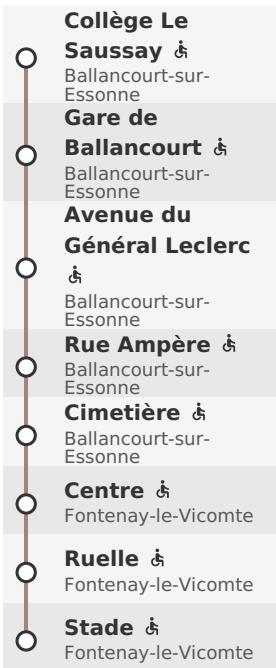 Collège Le
Saussay
Ballancourt-sur-
Essonne
Gare de
Ballancourt
Ballancourt-sur-
Essonne
Avenue du
Général Leclerc
Ballancourt-sur-
Essonne
Rue Ampère
Ballancourt-sur-
Essonne
Cimetière
Ballancourt-sur-
Essonne
Centre
Fontenay-le-Vicomte
Ruelle
Fontenay-le-Vicomte
Stade
Fontenay-le-Vicomte